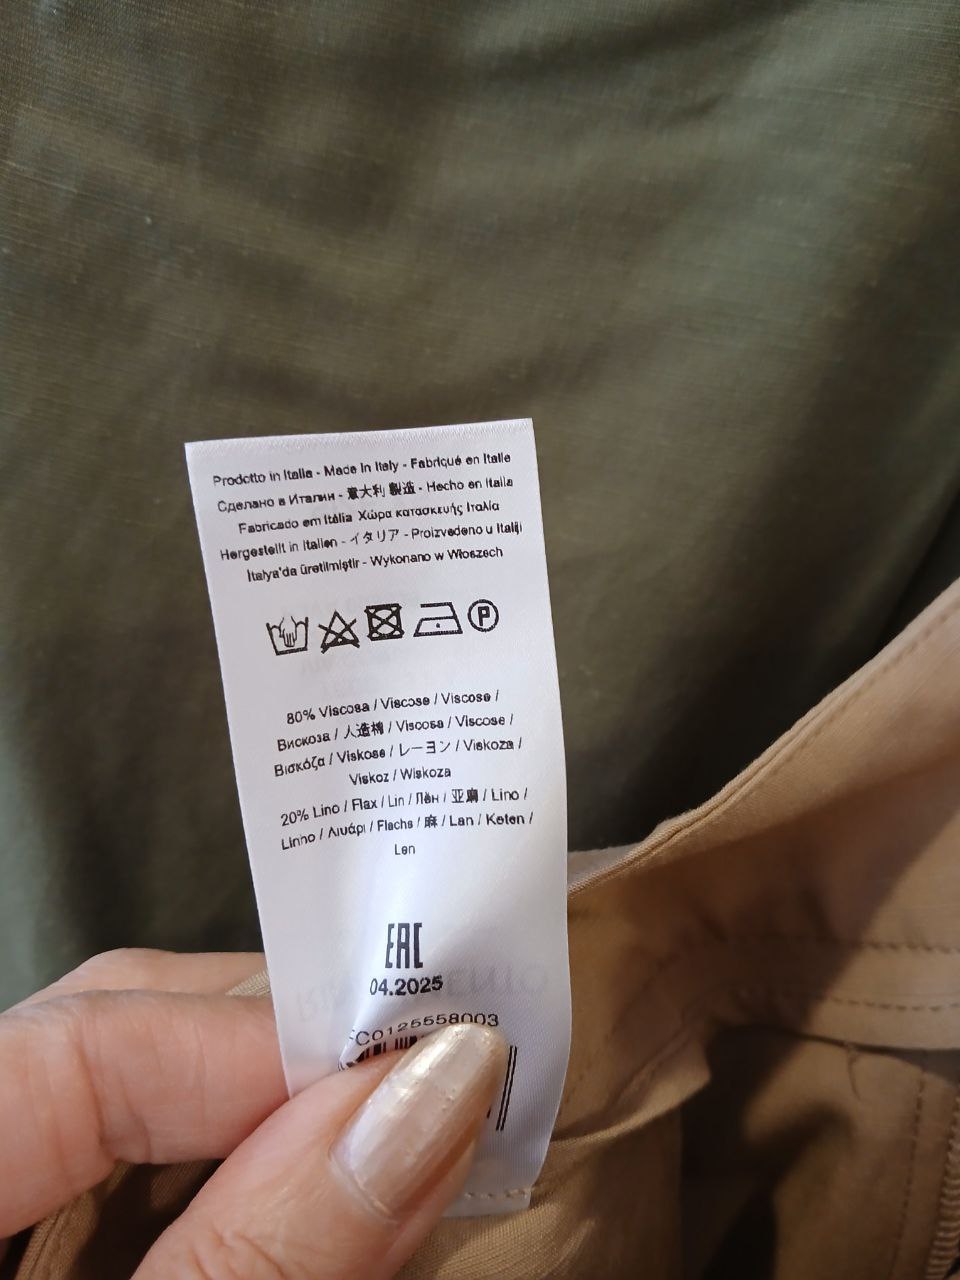 Prodotto in Italia - Made in Italy - Fabriqué en Italie
Сделано в Италии - 意大利 製造 - Hecho en Italia
Fabricado em Itália Χώρα κατασκευής Ιταλία
Hergestellt in Italien - イタリア - Proizvedeno u Italiji
İtalya'da üretilmiştir - Wykonano w Włoszech
P
80% Viscosa / Viscose / Viscose /
Вискоза / 人造棉 / Viscosa / Viscose /
Βισκόζα / Viskose / レーヨン / Viskoza /
Viskoz / Wiskoza
20% Lino / Flax / Lin / Лён / 亚麻 / Lino /
Linho / Λινάρι / Flachs / 麻 / Lan / Keten /
Len
EAC
04.2025
C0125558003